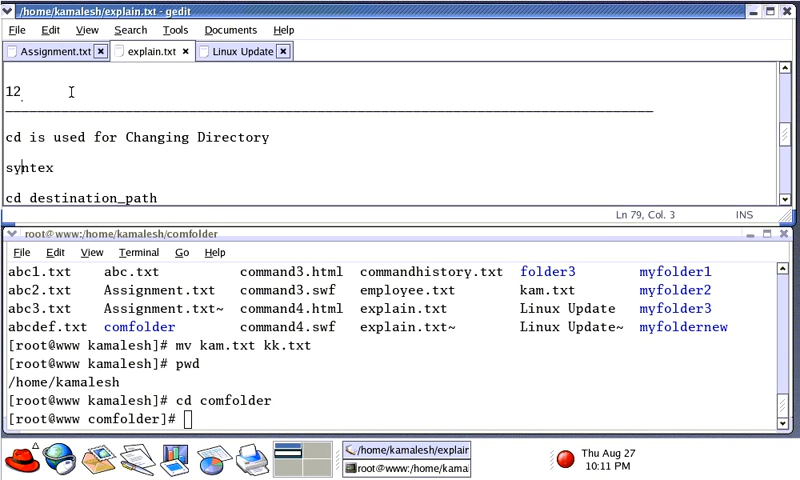 /home/kamalesh/explain.txt - gedit
File Edit View Search Tools Documents Help
Assignment.txt explain.txt Linux Update
12.
cd is used for Changing Directory
syntex
cd destination_path
Ln 79, Col. 3 INS
root@www:/home/kamalesh/comfolder
File Edit View Terminal Go Help
abc1.txt abc.txt command3.html commandhistory.txt folder3 myfolder1
abc2.txt Assignment.txt command3.swf employee.txt kam.txt myfolder2
abc3.txt Assignment.txt~ command4.html explain.txt Linux Update myfolder3
abcdef.txt comfolder command4.swf explain.txt~ Linux Update~ myfoldernew
[root@www kamalesh]# mv kam.txt kk.txt
[root@www kamalesh]# pwd
/home/kamalesh
[root@www kamalesh]# cd comfolder
[root@www comfolder]#
/home/kamalesh/explair
root@www:/home/kamal
Thu Aug 27
10:11 PM